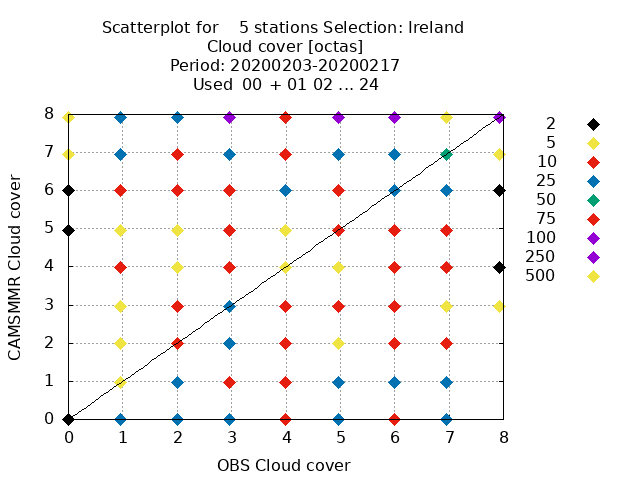 Scatterplot for    5 stations Selection: Ireland
Cloud cover [octas]
Period: 20200203-20200217
Used  00  + 01 02 ... 24
8
7
6
5
4
3
2
1
0
CAMSMMR Cloud cover
0 1 2 3 4 5 6 7 8
OBS Cloud cover
2
5
10
25
50
75
100
250
500